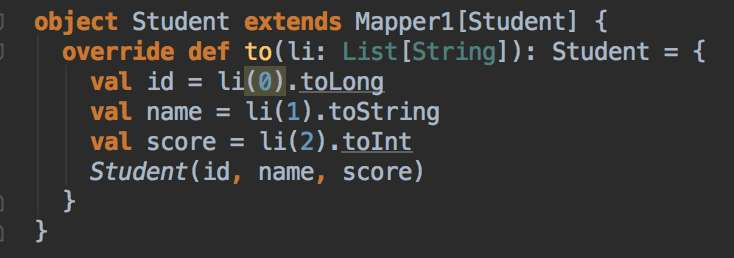 object Student extends Mapper1[Student] {
  override def to(li: List[String]): Student = {
    val id = li(0).toLong
    val name = li(1).toString
    val score = li(2).toInt
    Student(id, name, score)
  }
}